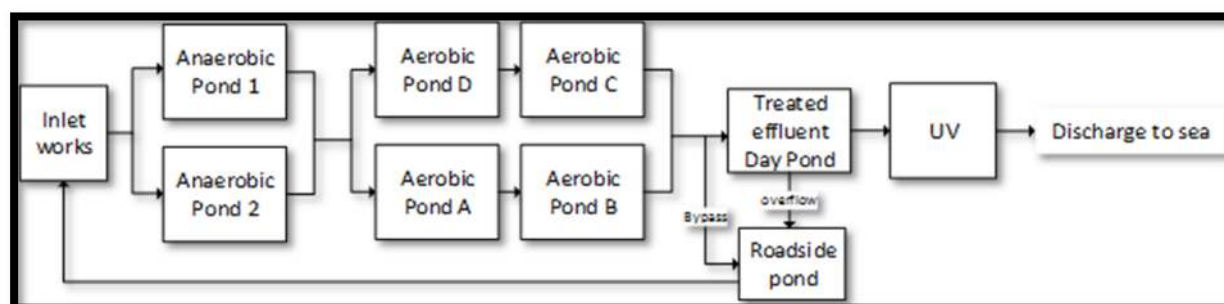 Inlet
works
Anaerobic
Pond 1
Anaerobic
Pond 2
Aerobic
Pond D
Aerobic
Pond C
Aerobic
Pond A
Aerobic
Pond B
Treated
effluent
Day Pond
UV
Discharge to sea
overflow
Bypass
Roadside
pond